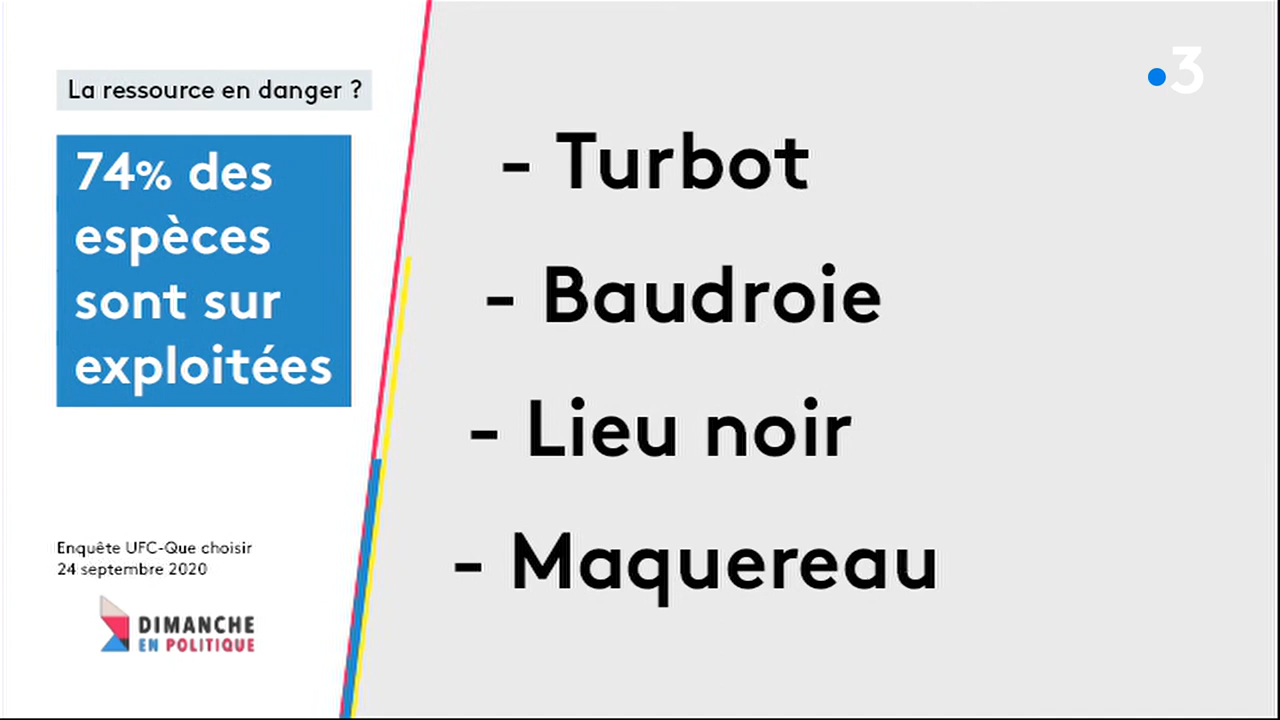 La ressource en danger ?
74% des
espèces
sont sur
exploitées
Enquête UFC-Que choisir
24 septembre 2020
DIMANCHE
EN POLITIQUE
3
- Turbot
- Baudroie
- Lieu noir
- Maquereau